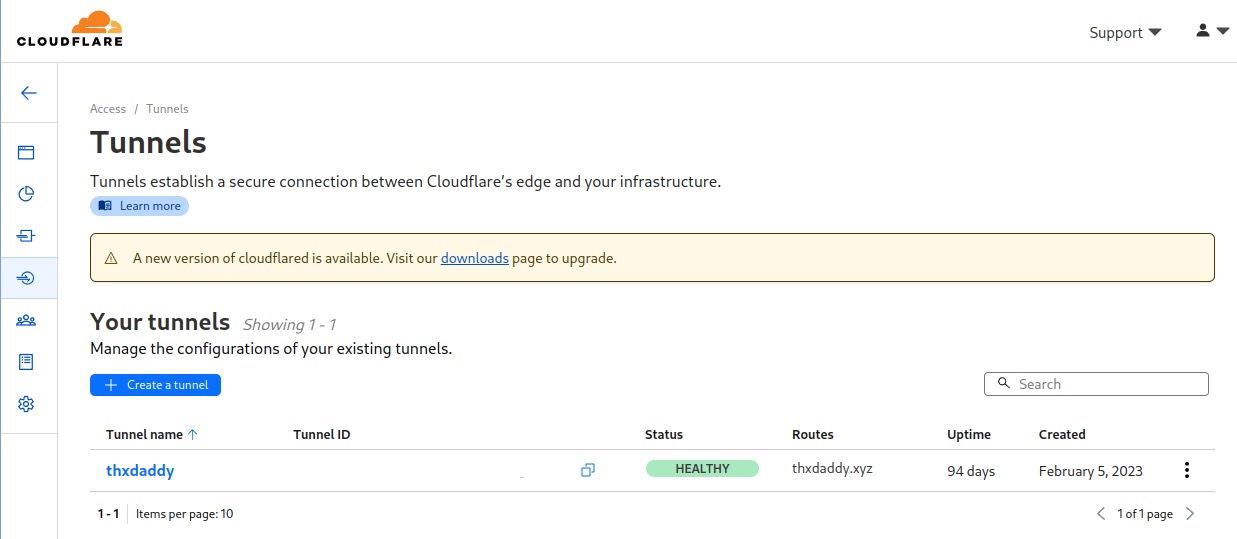 CLOUDFLARE
Support
Access / Tunnels
Tunnels
Tunnels establish a secure connection between Cloudflare’s edge and your infrastructure.
Learn more
A new version of cloudflared is available. Visit our downloads page to upgrade.
Your tunnels Showing 1 - 1
Manage the configurations of your existing tunnels.
+ Create a tunnel
Search
Tunnel name ↑ Tunnel ID Status Routes Uptime Created
thxdaddy HEALTHY thxdaddy.xyz 94 days February 5, 2023
1 - 1 Items per page: 10 1 of 1 page